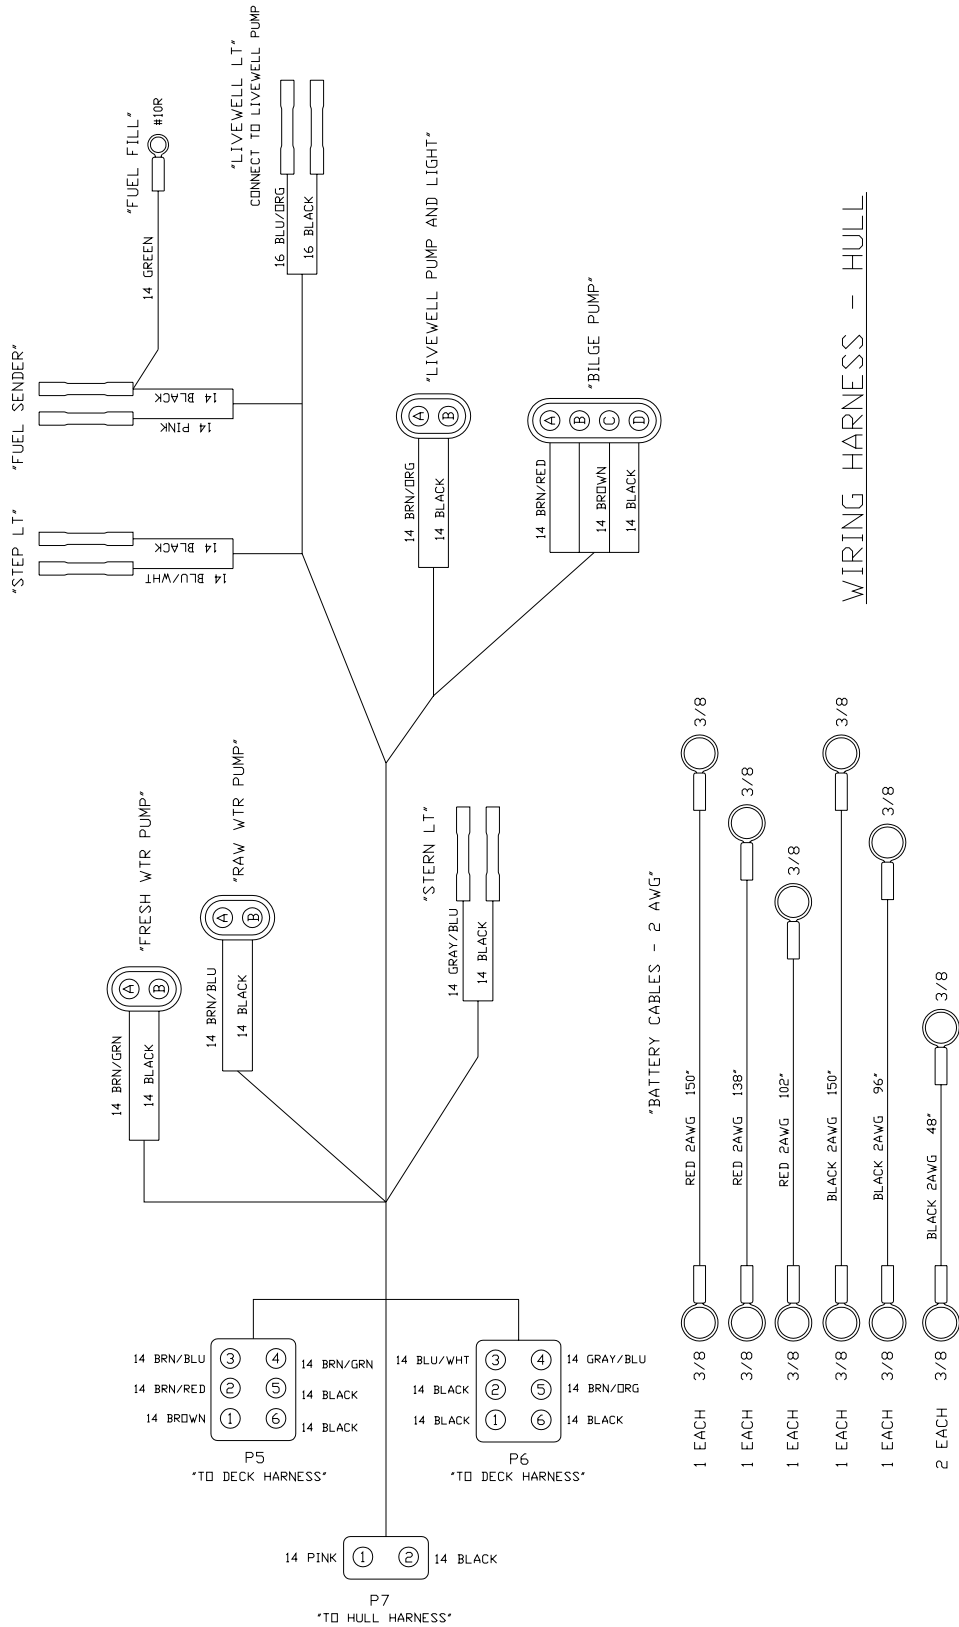 "FUEL FILL"
#10R
14 GREEN
"LIVEWELL LT"
CONNECT TO LIVEWELL PUMP
16 BLU/ORG
16 BLACK
"FUEL SENDER"
14 BLACK
14 PINK
"STEP LT"
14 BLACK
14 BLU/WHT
"LIVEWELL PUMP AND LIGHT"
A
B
14 BRN/ORG
14 BLACK
"BILGE PUMP"
A
B
C
D
14 BRN/RED
14 BROWN
14 BLACK
WIRING HARNESS - HULL
"FRESH WTR PUMP"
A
B
14 BRN/GRN
14 BLACK
"RAW WTR PUMP"
A
B
14 BRN/BLU
14 BLACK
"STERN LT"
14 GRAY/BLU
14 BLACK
"BATTERY CABLES - 2 AWG"
1 EACH 3/8 RED 2AWG 150" 3/8
1 EACH 3/8 RED 2AWG 138" 3/8
1 EACH 3/8 RED 2AWG 102" 3/8
1 EACH 3/8 BLACK 2AWG 150" 3/8
1 EACH 3/8 BLACK 2AWG 96" 3/8
2 EACH 3/8 BLACK 2AWG 48" 3/8
14 BRN/BLU 3 4 14 BRN/GRN
14 BRN/RED 2 5 14 BLACK
14 BROWN 1 6 14 BLACK
P5
"TO DECK HARNESS"
14 BLU/WHT 3 4 14 GRAY/BLU
14 BLACK 2 5 14 BRN/ORG
14 BLACK 1 6 14 BLACK
P6
"TO DECK HARNESS"
14 PINK 1 2 14 BLACK
P7
"TO HULL HARNESS"